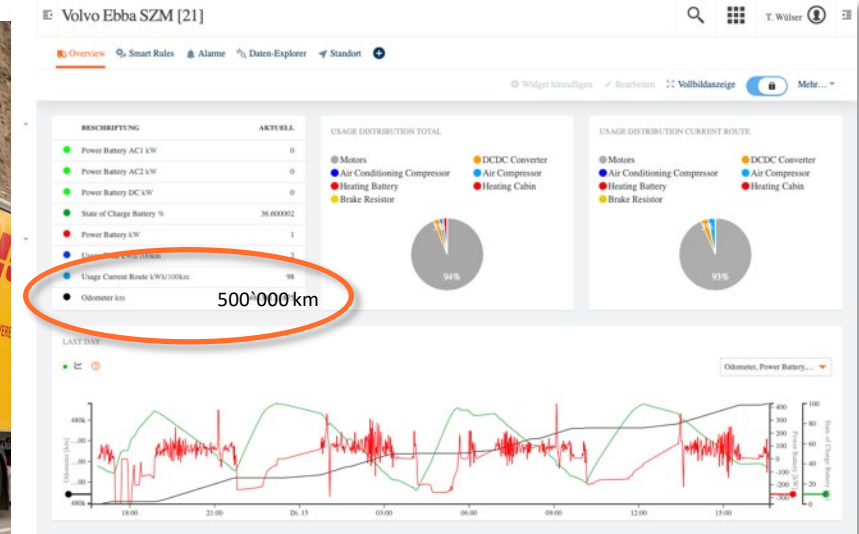 Volvo Ebba SZM [21]
T. Wülser
Overview Smart Rules Alarme Daten-Explorer Standort
Widget hinzufügen Bearbeiten Vollbildanzeige Mehr...
BESCHRIFTUNG AKTUELL
Power Battery AC1 kW 0
Power Battery AC2 kW 0
Power Battery DC kW 0
State of Charge Battery % 36.600002
Power Battery kW 1
kWh/100km
Usage Current Route kWh/100km 98
Odometer km 500`000 km
USAGE DISTRIBUTION TOTAL
Motors DCDC Converter
Air Conditioning Compressor Air Compressor
Heating Battery Heating Cabin
Brake Resistor
94%
USAGE DISTRIBUTION CURRENT ROUTE
Motors DCDC Converter
Air Conditioning Compressor Air Compressor
Heating Battery Heating Cabin
Brake Resistor
93%
LAST DAY
Odometer, Power Battery,...
Odometer [km]
480k
...00
...00
...00
480k
400
300
200
100
0
-100
-200
-300
Power Battery [kW]
100
80
60
40
20
0
State of Charge Battery
18:00 21:00 Di. 15 03:00 06:00 09:00 12:00 15:00